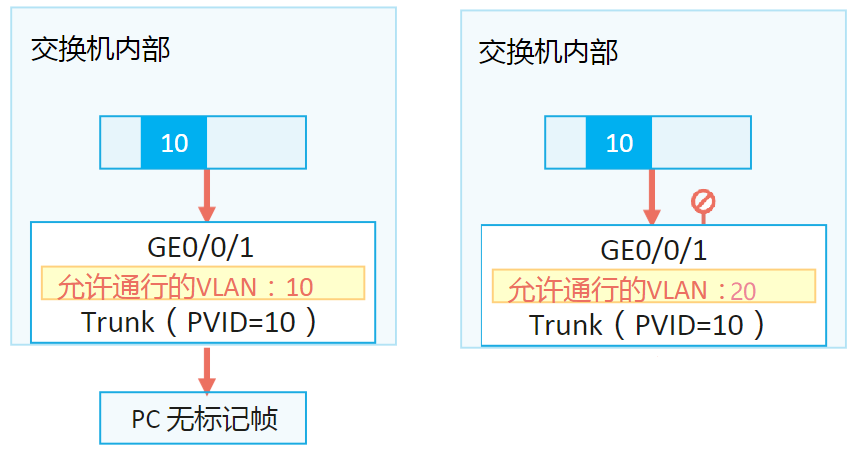 交换机内部
10
GE0/0/1
允许通行的VLAN：10
Trunk（PVID=10）
PC 无标记帧
交换机内部
10
GE0/0/1
允许通行的VLAN：20
Trunk（PVID=10）